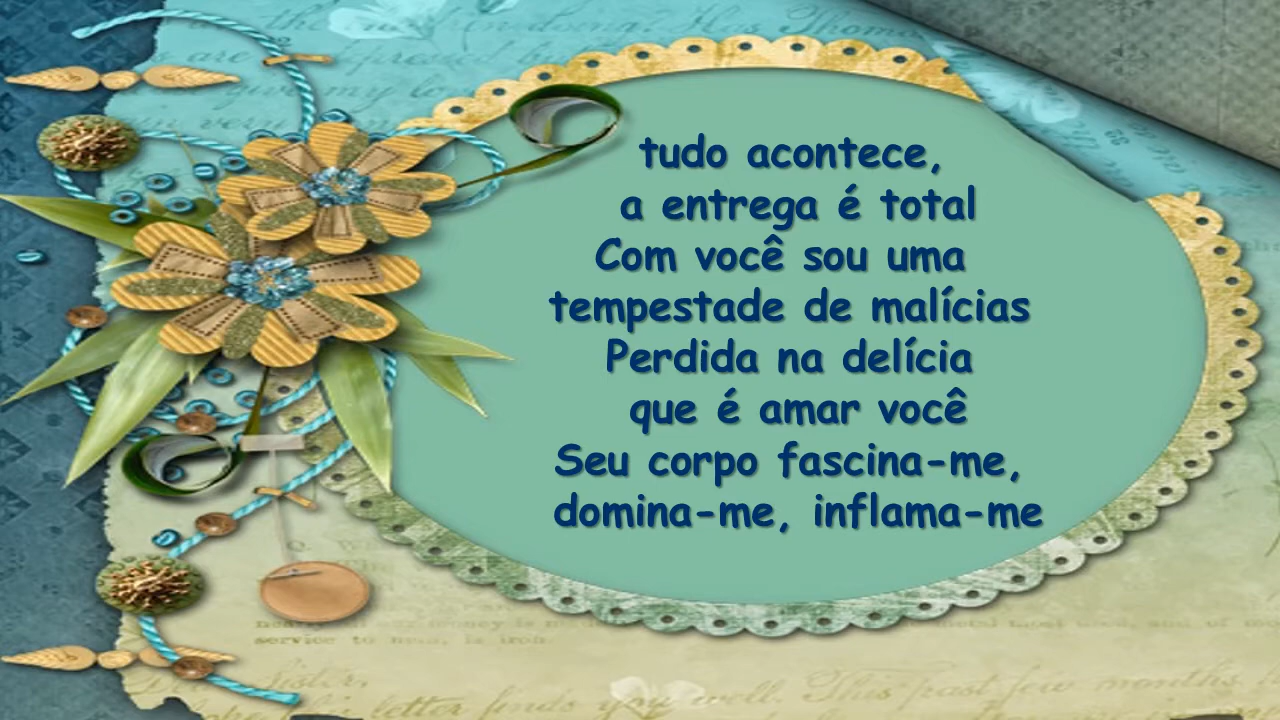 tudo acontece,
a entrega é total
Com você sou uma
tempestade de malícias
Perdida na delícia
que é amar você
Seu corpo fascina-me,
domina-me, inflama-me